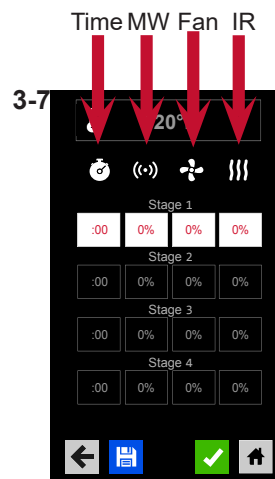 Time MW Fan IR
3-7
20°
Stage 1
:00 0% 0% 0%
Stage 2
:00 0% 0% 0%
Stage 3
:00 0% 0% 0%
Stage 4
:00 0% 0% 0%